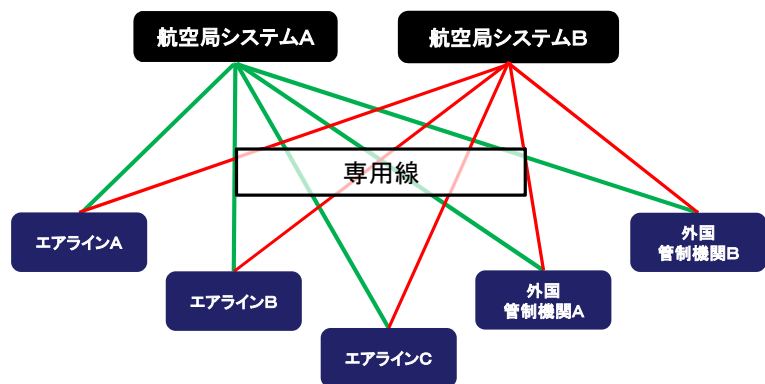 航空局システムA
航空局システムB
専用線
エアラインA
エアラインB
エアラインC
外国
管制機関A
外国
管制機関B